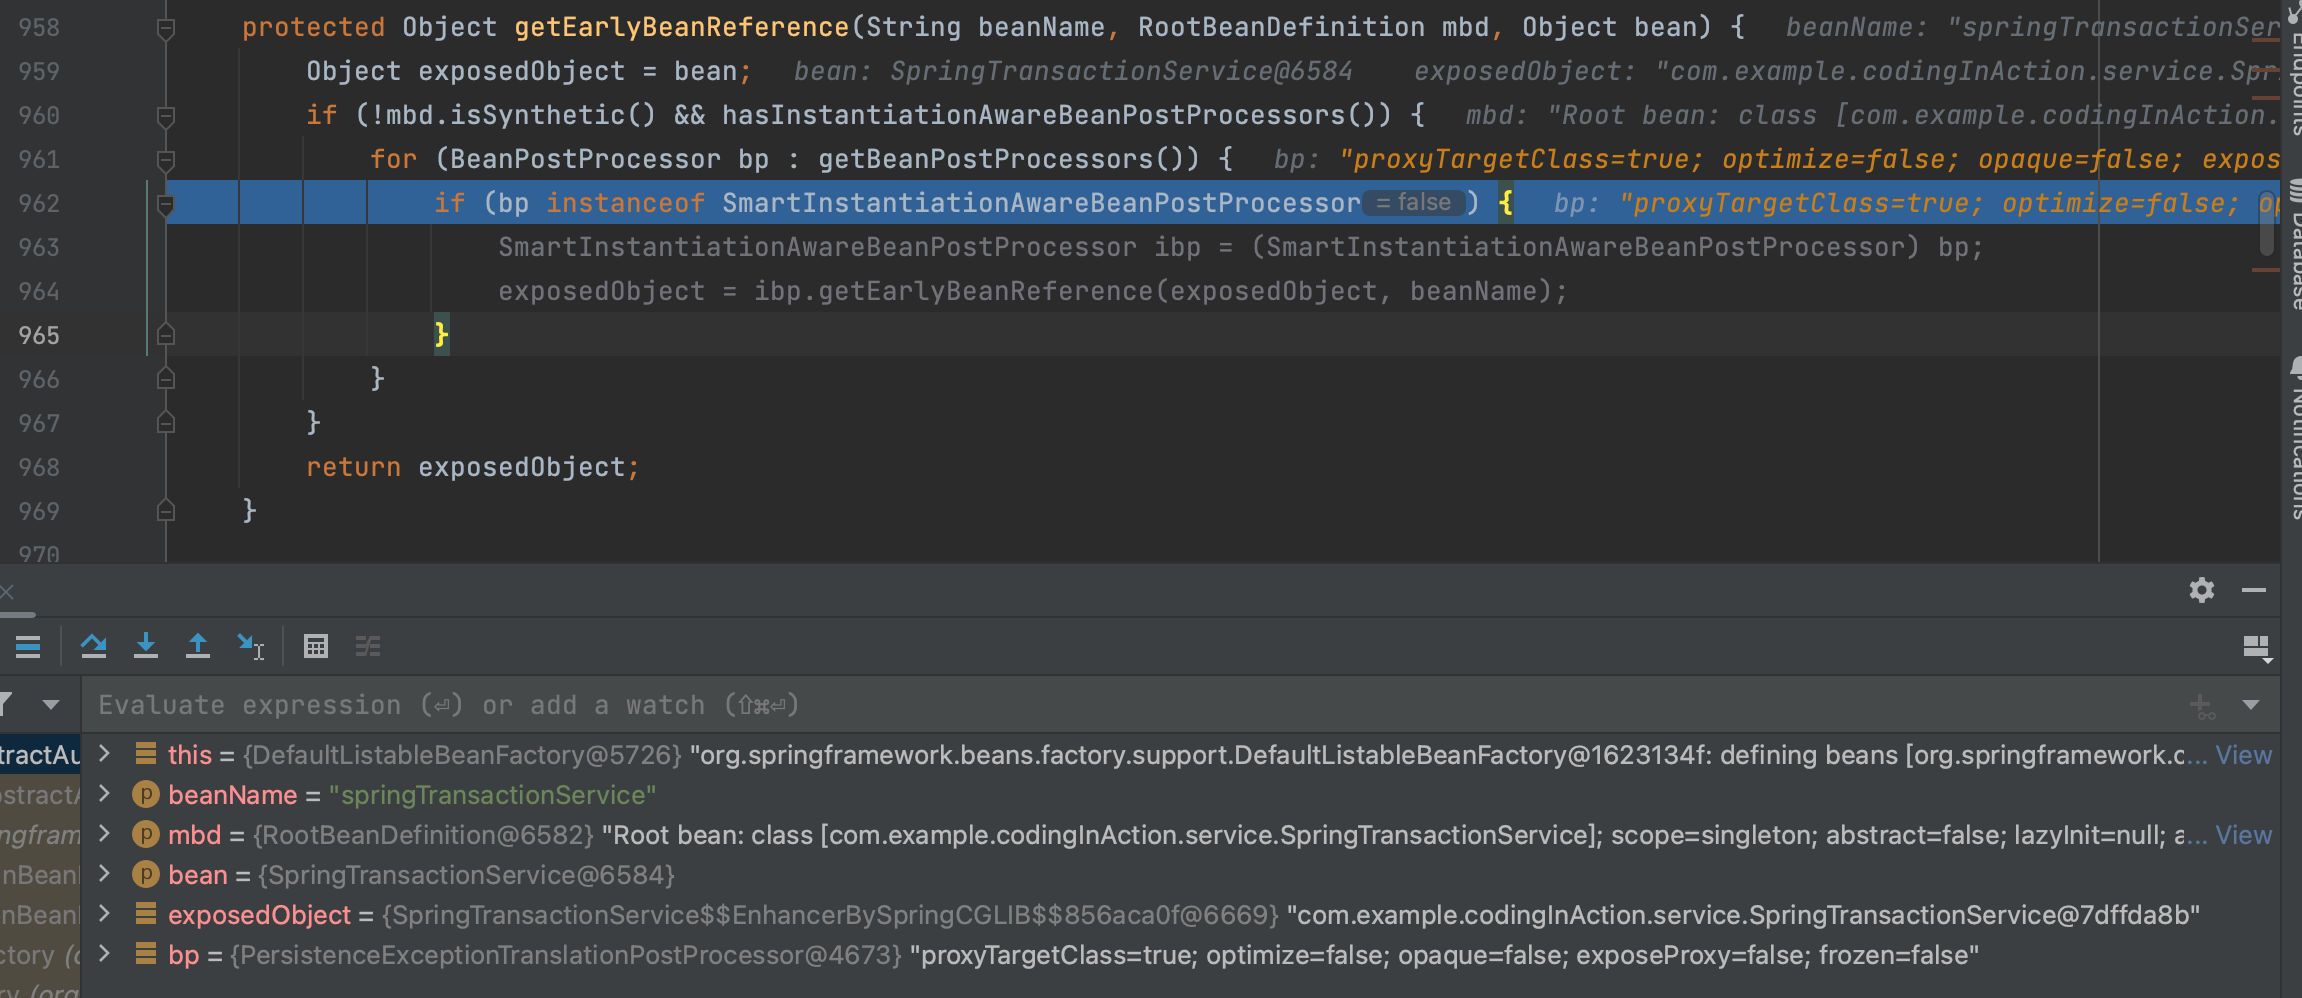 958 protected Object getEarlyBeanReference(String beanName, RootBeanDefinition mbd, Object bean) { beanName: "springTransactionSer
959 Object exposedObject = bean; bean: SpringTransactionService@6584 exposedObject: "com.example.codingInAction.service.Spr
960 if (!mbd.isSynthetic() && hasInstantiationAwareBeanPostProcessors()) { mbd: "Root bean: class [com.example.codingInAction.
961 for (BeanPostProcessor bp : getBeanPostProcessors()) { bp: "proxyTargetClass=true; optimize=false; opaque=false; expos
962 if (bp instanceof SmartInstantiationAwareBeanPostProcessor = false ) { bp: "proxyTargetClass=true; optimize=false; op
963 SmartInstantiationAwareBeanPostProcessor ibp = (SmartInstantiationAwareBeanPostProcessor) bp;
964 exposedObject = ibp.getEarlyBeanReference(exposedObject, beanName);
965 }
966 }
967 }
968 return exposedObject;
969 }
970
Endpoints
Database
Notifications
Evaluate expression (⏎) or add a watch (⇧⌘⏎)
tractAu
this = {DefaultListableBeanFactory@5726} "org.springframework.beans.factory.support.DefaultListableBeanFactory@1623134f: defining beans [org.springframework.c... View
ostractA
beanName = "springTransactionService"
ngfram
mbd = {RootBeanDefinition@6582} "Root bean: class [com.example.codingInAction.service.SpringTransactionService]; scope=singleton; abstract=false; lazyInit=null; a... View
nBean
bean = {SpringTransactionService@6584}
nBean
exposedObject = {SpringTransactionService$$EnhancerBySpringCGLIB$$856aca0f@6669} "com.example.codingInAction.service.SpringTransactionService@7dffda8b"
ctory (o
bp = {PersistenceExceptionTranslationPostProcessor@4673} "proxyTargetClass=true; optimize=false; opaque=false; exposeProxy=false; frozen=false"
ry (org